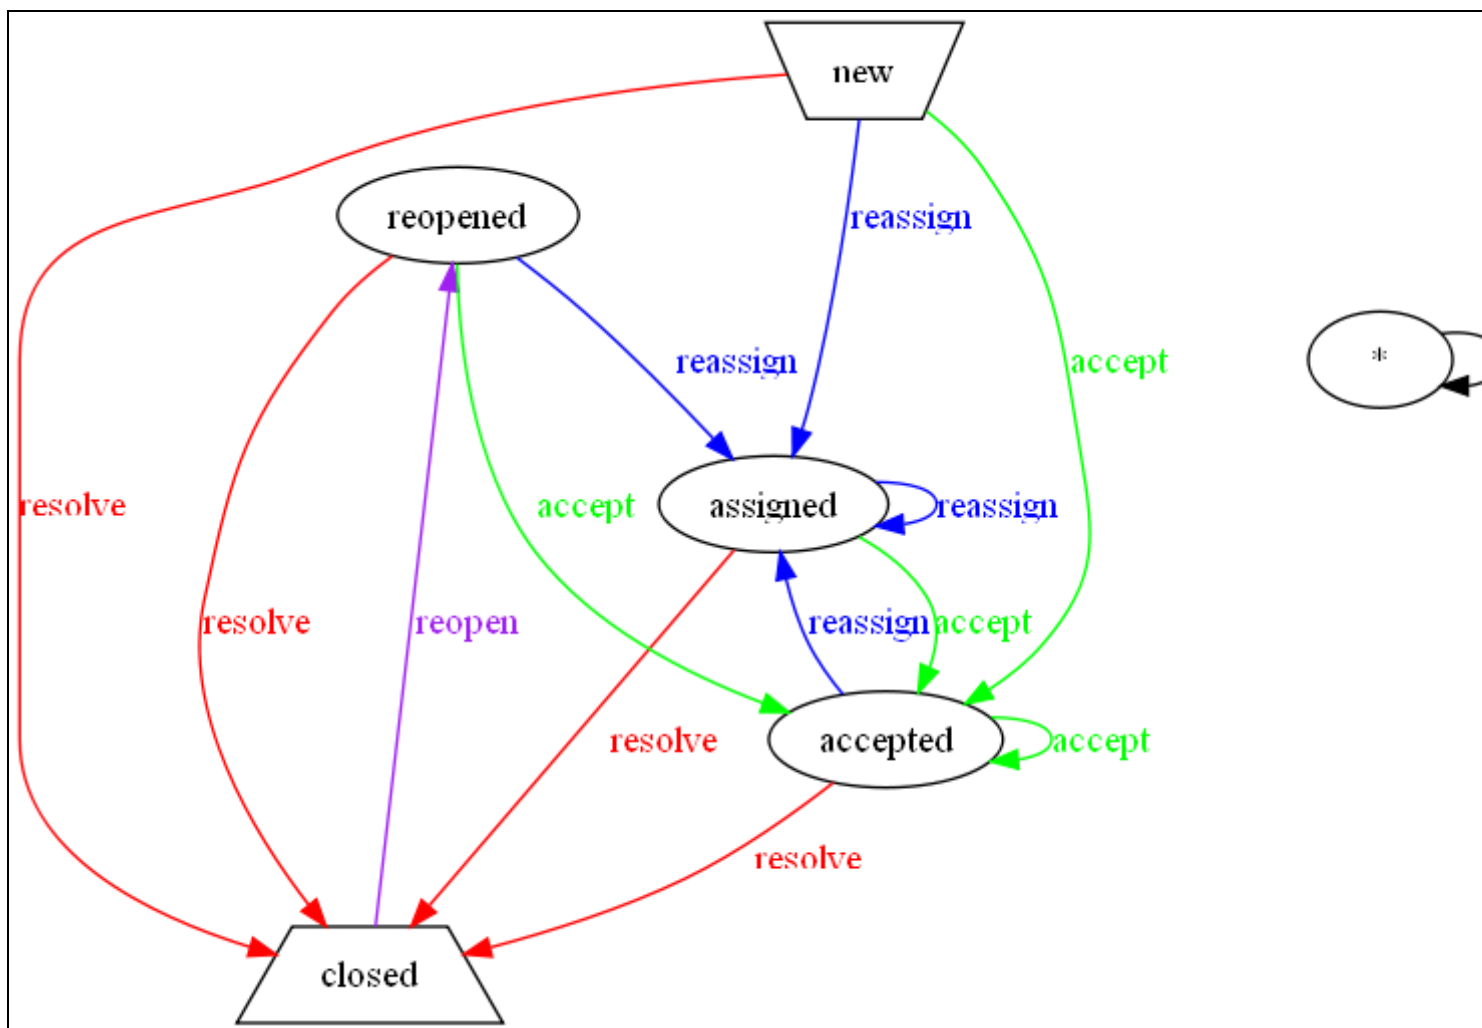 new
reopened
reassign
reassign
accept
*
resolve
accept
assigned
reassign
resolve
reopen
reassign
accept
resolve
accepted
accept
resolve
closed